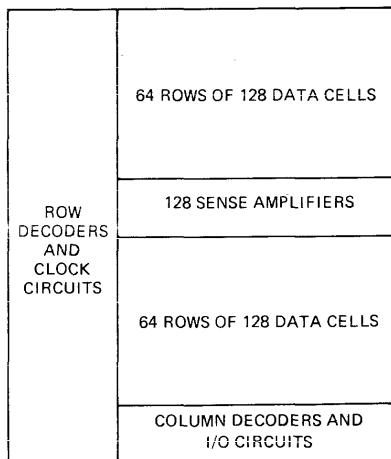 64 ROWS OF 128 DATA CELLS
128 SENSE AMPLIFIERS
ROW
DECODERS
AND
CLOCK
CIRCUITS
64 ROWS OF 128 DATA CELLS
COLUMN DECODERS AND
I/O CIRCUITS